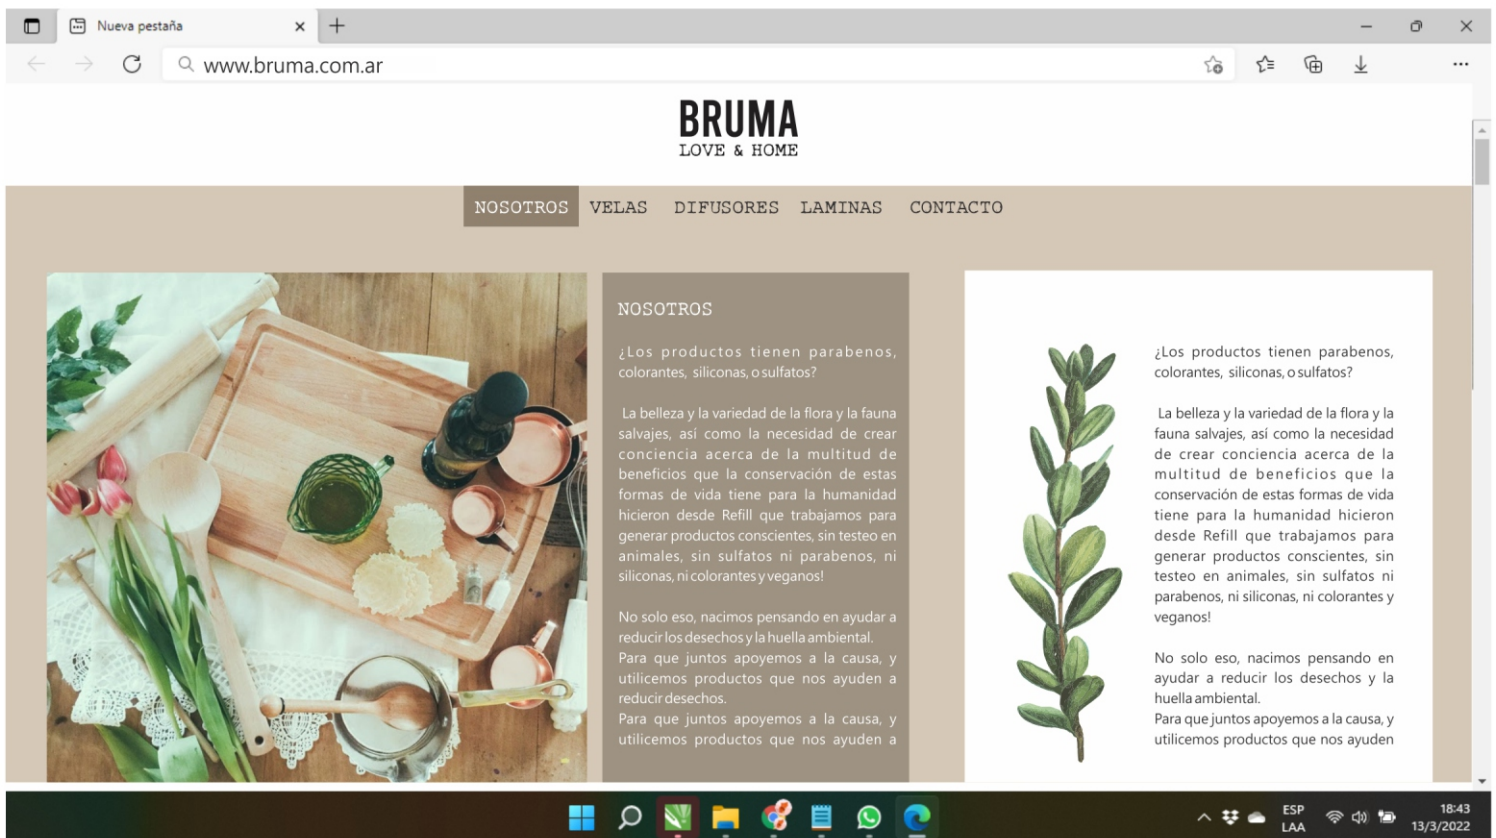 Nueva pestaña
www.bruma.com.ar
BRUMA
LOVE & HOME
NOSOTROS VELAS DIFUSORES LAMINAS CONTACTO
NOSOTROS
¿Los productos tienen parabenos,
colorantes, siliconas, o sulfatos?
La belleza y la variedad de la flora y la fauna
salvajes, así como la necesidad de crear
conciencia acerca de la multitud de
beneficios que la conservación de estas
formas de vida tiene para la humanidad
hicieron desde Refill que trabajamos para
generar productos conscientes, sin testeo en
animales, sin sulfatos ni parabenos, ni
siliconas, ni colorantes y veganos!
No solo eso, nacimos pensando en ayudar a
reducir los desechos y la huella ambiental.
Para que juntos apoyemos a la causa, y
utilicemos productos que nos ayuden a
reducir desechos.
Para que juntos apoyemos a la causa, y
utilicemos productos que nos ayuden a
¿Los productos tienen parabenos,
colorantes, siliconas, o sulfatos?
La belleza y la variedad de la flora y la
fauna salvajes, así como la necesidad
de crear conciencia acerca de la
multitud de beneficios que la
conservación de estas formas de vida
tiene para la humanidad hicieron
desde Refill que trabajamos para
generar productos conscientes, sin
testeo en animales, sin sulfatos ni
parabenos, ni siliconas, ni colorantes y
veganos!
No solo eso, nacimos pensando en
ayudar a reducir los desechos y la
huella ambiental.
Para que juntos apoyemos a la causa, y
utilicemos productos que nos ayuden
ESP
LAA
18:43
13/3/2022